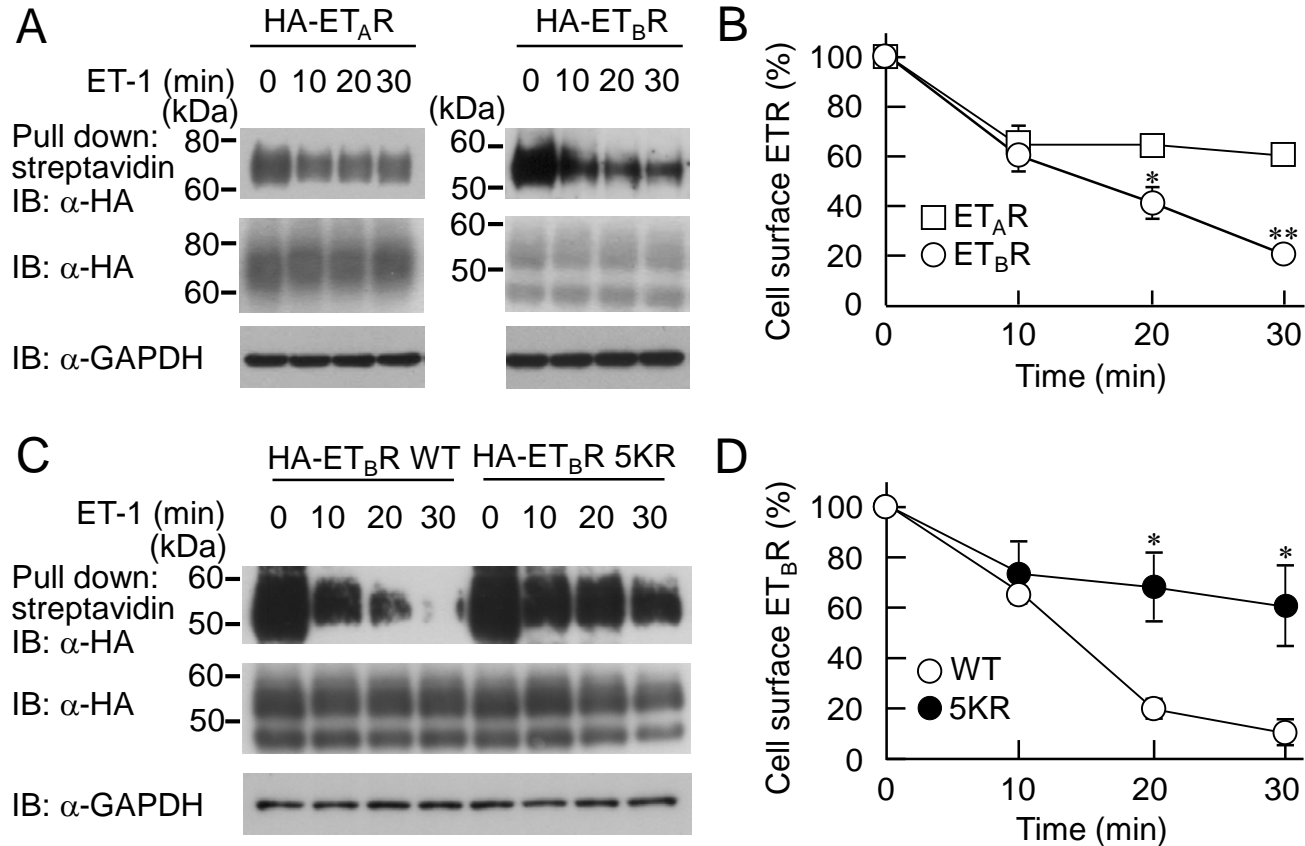 A
HA-ETAR HA-ETBR
ET-1 (min) 0 10 20 30 0 10 20 30
(kDa) (kDa)
Pull down:
streptavidin
IB: α-HA
80
60
60
50
IB: α-HA
80
60
60
50
IB: α-GAPDH
B
Cell surface ETR (%)
100
80
60
40
20
0
* **
ETAR
ETBR
0 10 20 30
Time (min)
C
HA-ETBR WT HA-ETBR 5KR
ET-1 (min) 0 10 20 30 0 10 20 30
(kDa)
Pull down:
streptavidin
IB: α-HA
60
50
IB: α-HA
60
50
IB: α-GAPDH
D
Cell surface ETBR (%)
100
80
60
40
20
0
* *
WT
5KR
0 10 20 30
Time (min)